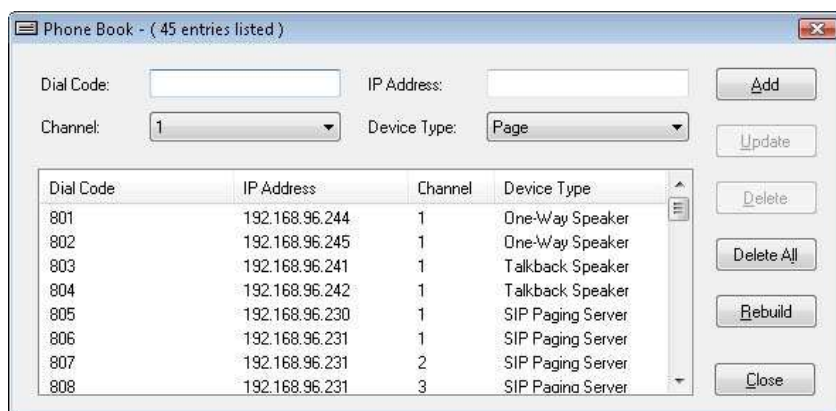 Phone Book - ( 45 entries listed )
Dial Code: IP Address: Add
Channel: 1 Device Type: Page
Update
Dial Code IP Address Channel Device Type
Delete
801 192.168.96.244 1 One-Way Speaker
802 192.168.96.245 1 One-Way Speaker
Delete All
803 192.168.96.241 1 Talkback Speaker
804 192.168.96.242 1 Talkback Speaker
805 192.168.96.230 1 SIP Paging Server
Rebuild
806 192.168.96.231 1 SIP Paging Server
807 192.168.96.231 2 SIP Paging Server
Close
808 192.168.96.231 3 SIP Paging Server